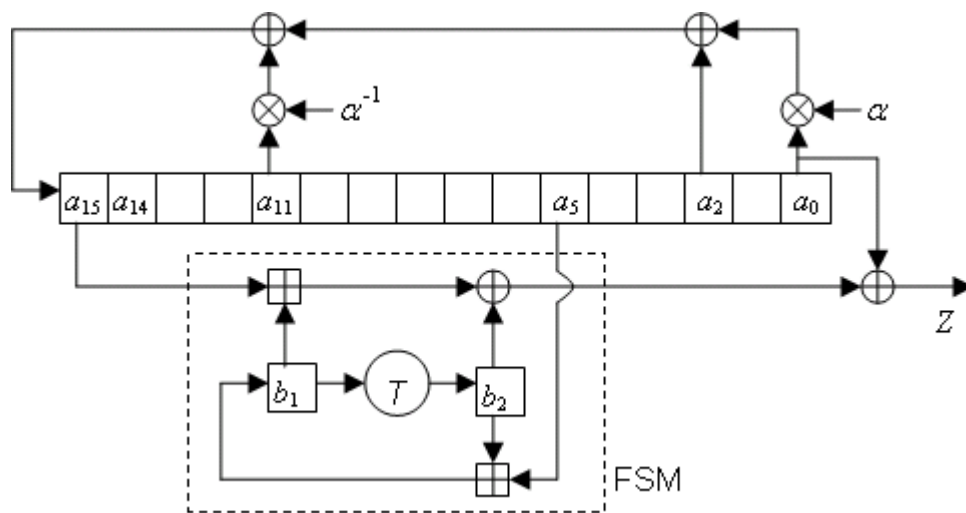 α⁻¹
α
a₁₅ a₁₄ a₁₁ a₅ a₂ a₀
Z
b₁ T b₂
FSM